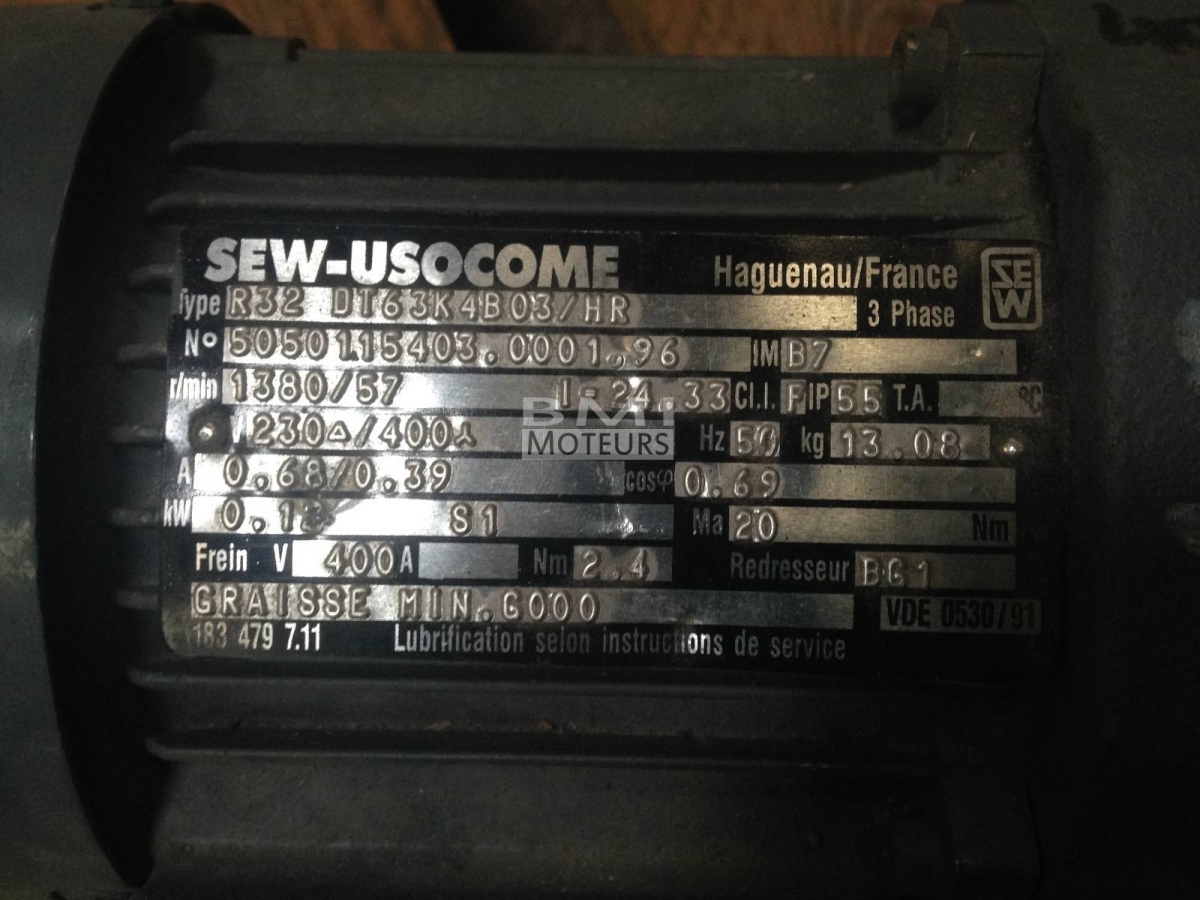 SEW-USOCOME Haguenau/France SEW
Type R32 DT63K4B03/HR 3 Phase
N° 5050115403.0001.96 IM B7
r/min 1380/57 I-24.33 Cl.I. F IP 55 T.A. °C
V 230△/400⅄ Hz 50 kg 13.08
A 0.68/0.39 cosφ 0.69
kW 0.12 S1 Ma 20 Nm
Frein V 400 A Nm 2.4 Redresseur BG1
GRAISSE MIN.G000 VDE 0530/91
183 479 7.11 Lubrification selon instructions de service
BMI
MOTEURS